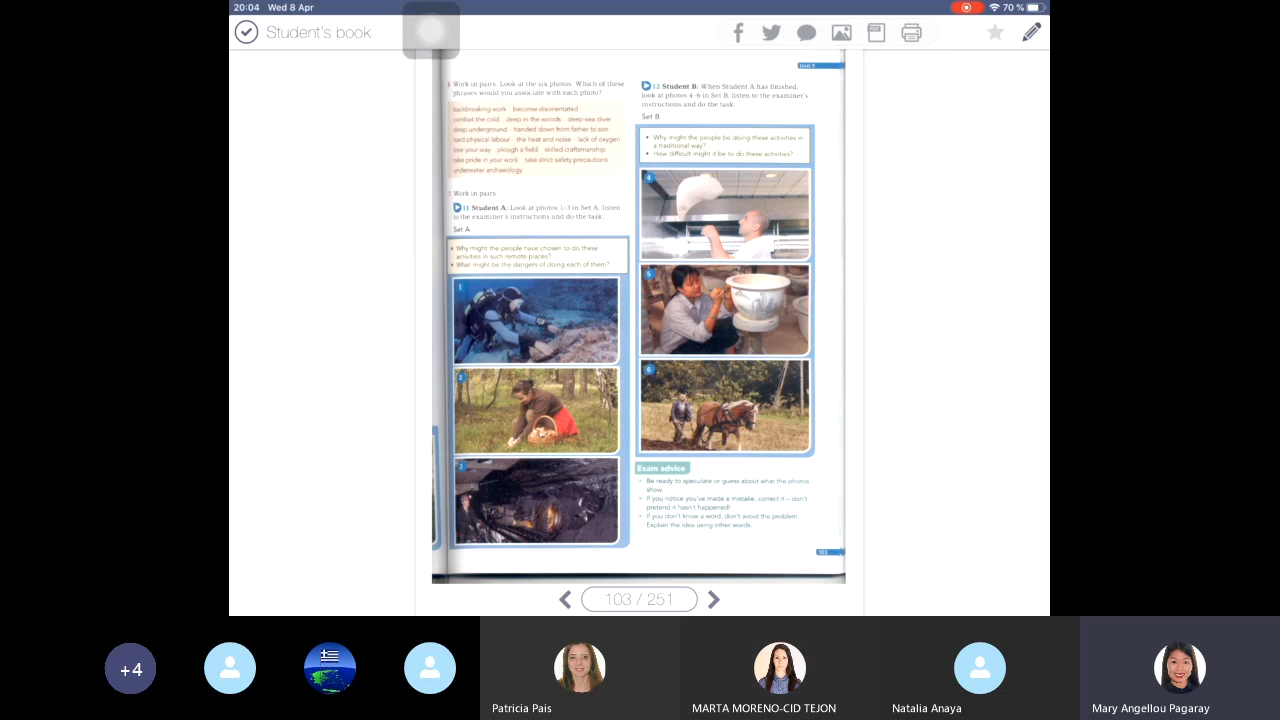 20:04 Wed 8 Apr
70 %
Student's book
Unit 9
6 Work in pairs. Look at the six photos. Which of these
phrases would you associate with each photo?
backbreaking work become disorientated
combat the cold deep in the woods deep-sea diver
deep underground handed down from father to son
hard physical labour the heat and noise lack of oxygen
lose your way plough a field skilled craftsmanship
take pride in your work take strict safety precautions
underwater archaeology
7 Work in pairs
11 Student A: Look at photos 1–3 in Set A, listen
to the examiner's instructions and do the task
Set A
• Why might the people have chosen to do these
activities in such remote places?
• What might be the dangers of doing each of them?
1
2
3
12 Student B: When Student A has finished,
look at photos 4–6 in Set B, listen to the examiner's
instructions and do the task.
Set B
• Why might the people be doing these activities in
a traditional way?
• How difficult might it be to do these activities?
4
5
6
Exam advice
• Be ready to speculate or guess about what the photos
show.
• If you notice you've made a mistake, correct it – don't
pretend it hasn't happened!
• If you don't know a word, don't avoid the problem.
Explain the idea using other words.
103
103 / 251
+4
Patricia Pais
MARTA MORENO-CID TEJON
Natalia Anaya
Mary Angellou Pagaray